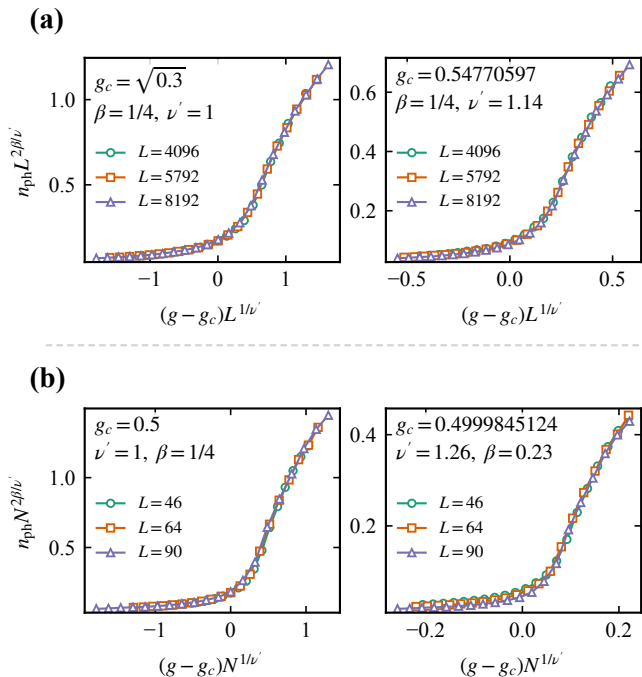 (a)
g_c = √0.3
β = 1/4, ν′ = 1
L = 4096
L = 5792
L = 8192
1.0
0.5
n_ph L^{2β/ν′}
−1 0 1
(g − g_c)L^{1/ν′}
g_c = 0.54770597
β = 1/4, ν′ = 1.14
L = 4096
L = 5792
L = 8192
0.6
0.4
0.2
−0.5 0.0 0.5
(g − g_c)L^{1/ν′}
(b)
g_c = 0.5
ν′ = 1, β = 1/4
L = 46
L = 64
L = 90
1.0
0.5
n_ph N^{2β/ν′}
−1 0 1
(g − g_c)N^{1/ν′}
g_c = 0.4999845124
ν′ = 1.26, β = 0.23
L = 46
L = 64
L = 90
0.4
0.2
−0.2 0.0 0.2
(g − g_c)N^{1/ν′}